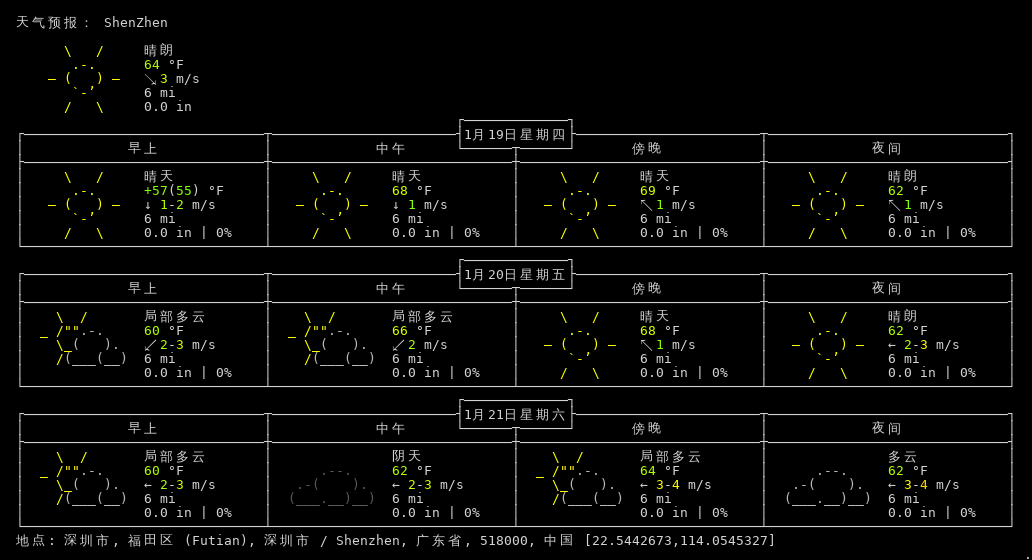 天气预报： ShenZhen
晴朗
64 °F
↘ 3 m/s
6 mi
0.0 in
1月19日星期四
早上 中午 傍晚 夜间
晴天 晴天 晴天 晴朗
+57(55) °F 68 °F 69 °F 62 °F
↓ 1-2 m/s ↓ 1 m/s ↖ 1 m/s ↖ 1 m/s
6 mi 6 mi 6 mi 6 mi
0.0 in | 0% 0.0 in | 0% 0.0 in | 0% 0.0 in | 0%
1月20日星期五
早上 中午 傍晚 夜间
局部多云 局部多云 晴天 晴朗
60 °F 66 °F 68 °F 62 °F
↙ 2-3 m/s ↙ 2 m/s ↖ 1 m/s ← 2-3 m/s
6 mi 6 mi 6 mi 6 mi
0.0 in | 0% 0.0 in | 0% 0.0 in | 0% 0.0 in | 0%
1月21日星期六
早上 中午 傍晚 夜间
局部多云 阴天 局部多云 多云
60 °F 62 °F 64 °F 62 °F
← 2-3 m/s ← 2-3 m/s ← 3-4 m/s ← 3-4 m/s
6 mi 6 mi 6 mi 6 mi
0.0 in | 0% 0.0 in | 0% 0.0 in | 0% 0.0 in | 0%
地点: 深圳市, 福田区 (Futian), 深圳市 / Shenzhen, 广东省, 518000, 中国 [22.5442673,114.0545327]